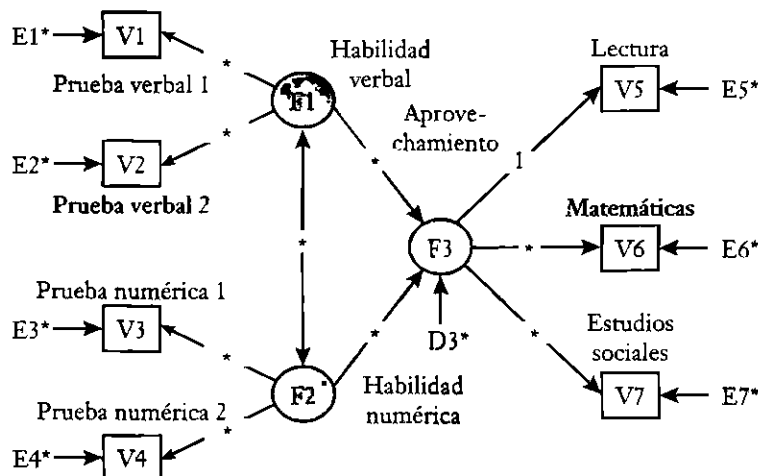 E1* V1
*
Prueba verbal 1
Habilidad
verbal
F1
E2* V2
*
Prueba verbal 2
Aprove-
chamiento
*
1
Lectura
V5 E5*
*
F3
D3*
Matemáticas
*
V6 E6*
Prueba numérica 1
E3* V3
*
F2
*
Habilidad
numérica
Estudios
sociales
*
V7 E7*
Prueba numérica 2
E4* V4
*